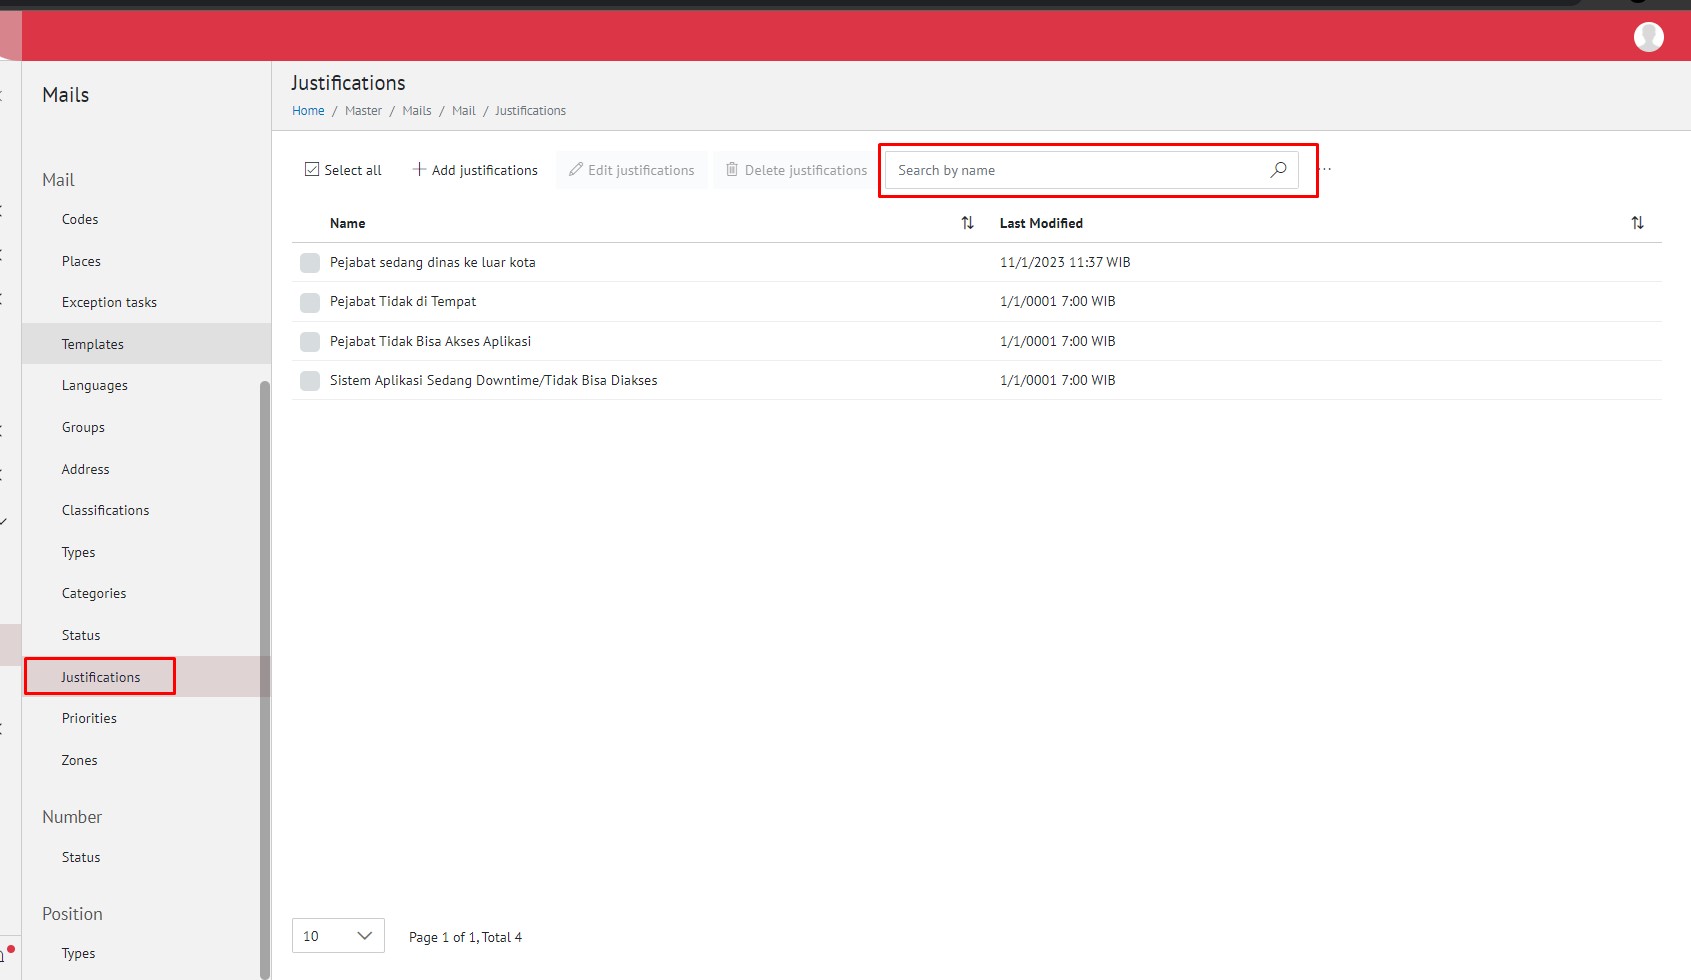 Mails
Mail
Codes
Places
Exception tasks
Templates
Languages
Groups
Address
Classifications
Types
Categories
Status
Justifications
Priorities
Zones
Number
Status
Position
Types
Justifications
Home / Master / Mails / Mail / Justifications
Select all
Add justifications
Edit justifications
Delete justifications
Search by name
...
Name Last Modified
Pejabat sedang dinas ke luar kota 11/1/2023 11:37 WIB
Pejabat Tidak di Tempat 1/1/0001 7:00 WIB
Pejabat Tidak Bisa Akses Aplikasi 1/1/0001 7:00 WIB
Sistem Aplikasi Sedang Downtime/Tidak Bisa Diakses 1/1/0001 7:00 WIB
10
Page 1 of 1, Total 4